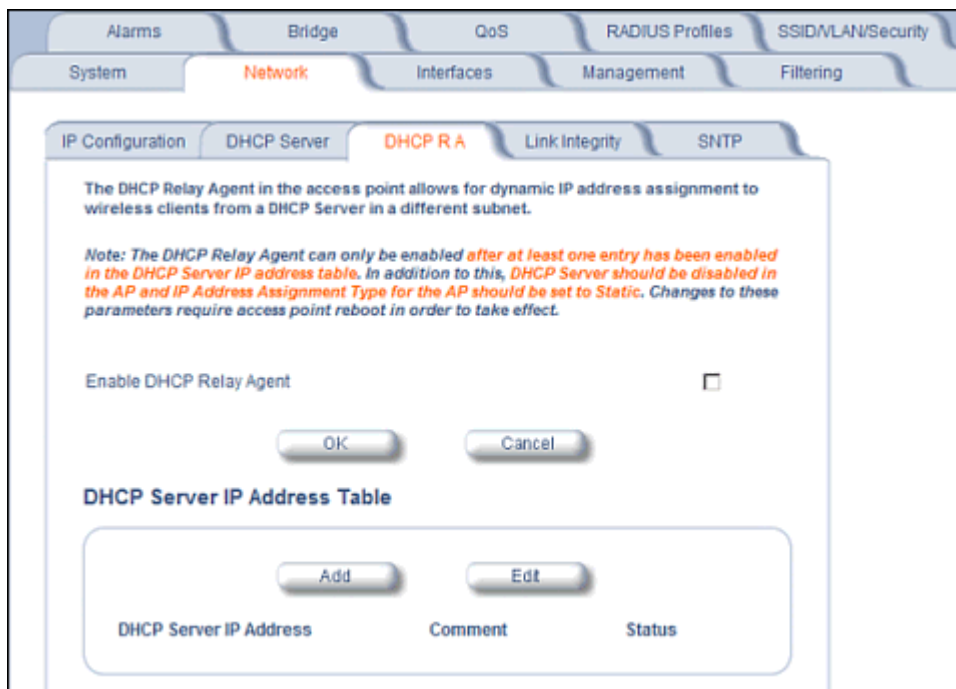 Alarms Bridge QoS RADIUS Profiles SSID/VLAN/Security
System Network Interfaces Management Filtering
IP Configuration DHCP Server DHCP R A Link Integrity SNTP
The DHCP Relay Agent in the access point allows for dynamic IP address assignment to
wireless clients from a DHCP Server in a different subnet.
Note: The DHCP Relay Agent can only be enabled after at least one entry has been enabled
in the DHCP Server IP address table. In addition to this, DHCP Server should be disabled in
the AP and IP Address Assignment Type for the AP should be set to Static. Changes to these
parameters require access point reboot in order to take effect.
Enable DHCP Relay Agent
OK Cancel
DHCP Server IP Address Table
Add Edit
DHCP Server IP Address Comment Status